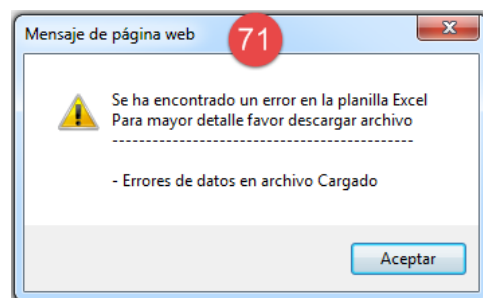 Mensaje de página web
71
x
Se ha encontrado un error en la planilla Excel
Para mayor detalle favor descargar archivo
---------------------------------------------
- Errores de datos en archivo Cargado
Aceptar